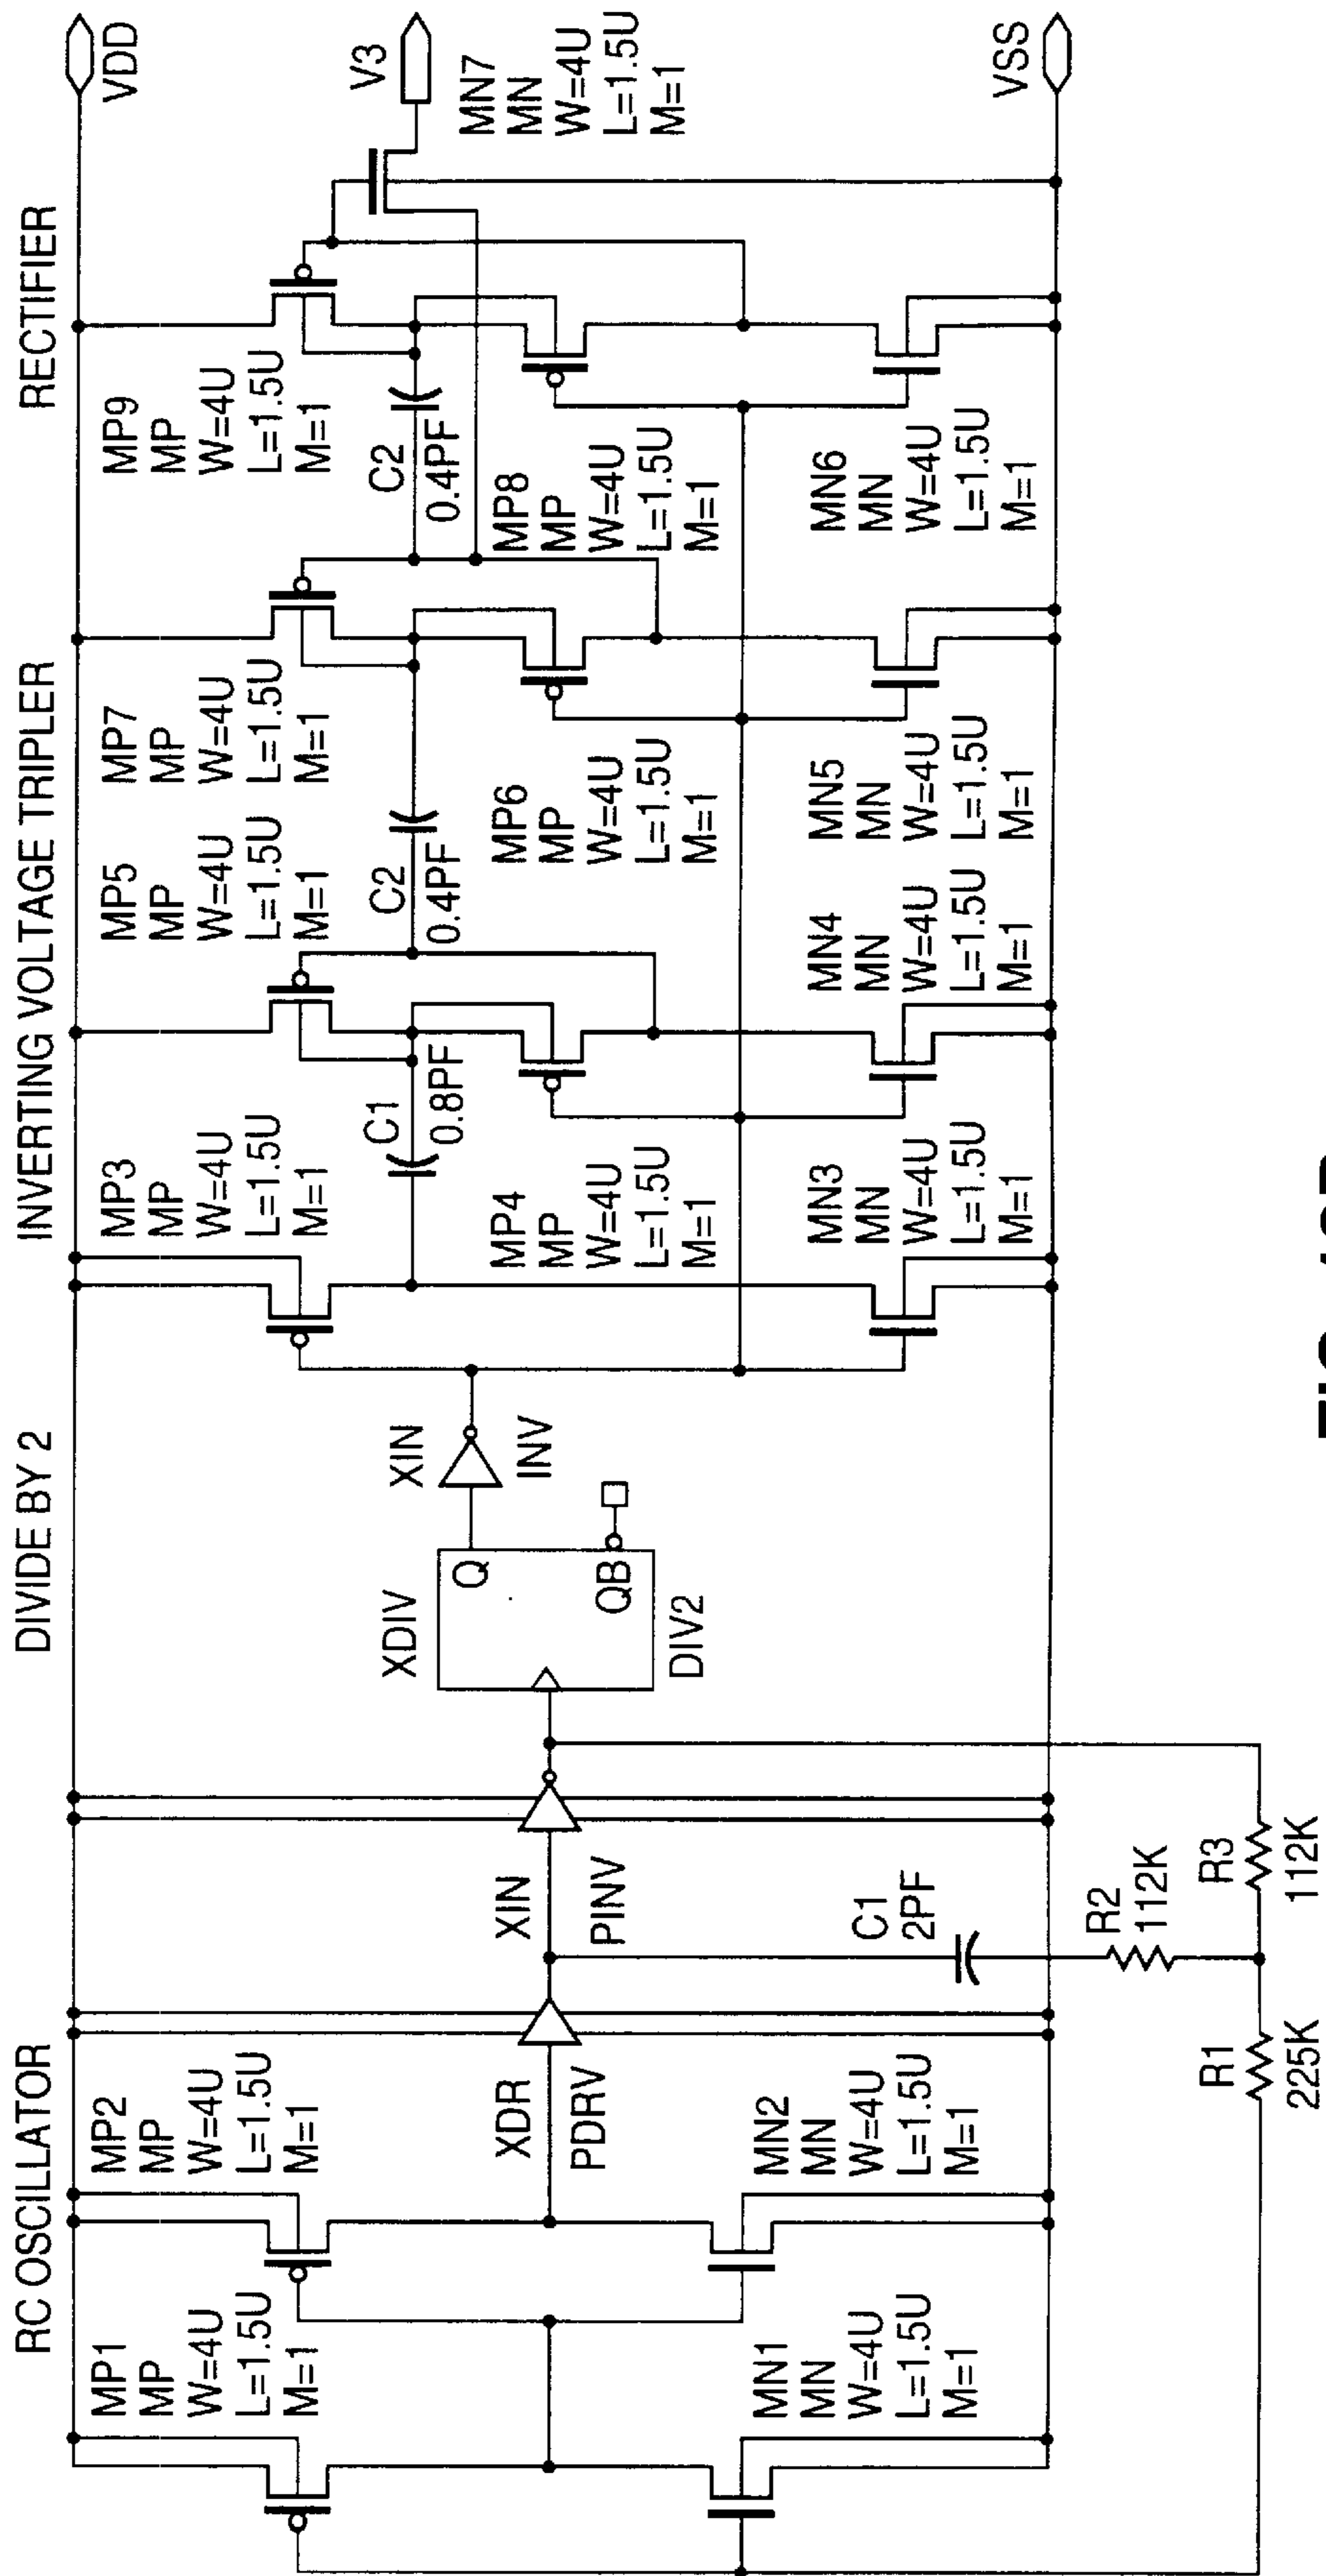 RC OSCILLATOR
DIVIDE BY 2
INVERTING VOLTAGE TRIPLER
RECTIFIER
VDD
MP1
MP
W=4U
L=1.5U
M=1
MP2
MP
W=4U
L=1.5U
M=1
MP3
MP
W=4U
L=1.5U
M=1
MP5
MP
W=4U
L=1.5U
M=1
MP7
MP
W=4U
L=1.5U
M=1
MP9
MP
W=4U
L=1.5U
M=1
V3
MN7
MN
W=4U
L=1.5U
M=1
XDR
PDRV
XIN
PINV
XDIV
Q
QB
DIV2
XIN
INV
C1
0.8PF
C2
0.4PF
C2
0.4PF
MP4
MP
W=4U
L=1.5U
M=1
MP6
MP
W=4U
L=1.5U
M=1
MP8
MP
W=4U
L=1.5U
M=1
MN1
MN
W=4U
L=1.5U
M=1
MN2
MN
W=4U
L=1.5U
M=1
MN3
MN
W=4U
L=1.5U
M=1
MN4
MN
W=4U
L=1.5U
M=1
MN5
MN
W=4U
L=1.5U
M=1
MN6
MN
W=4U
L=1.5U
M=1
VSS
C1
2PF
R2
112K
R1
225K
R3
112K